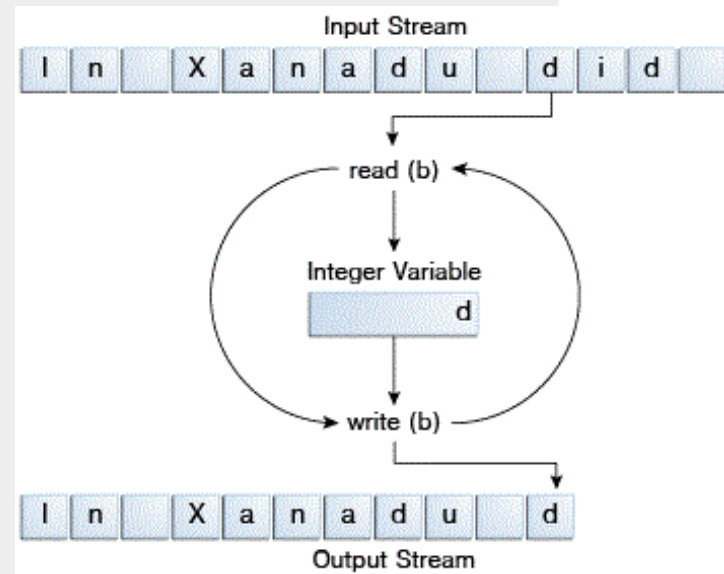 Input Stream
I n X a n a d u d i d
read (b)
Integer Variable
d
write (b)
I n X a n a d u d
Output Stream